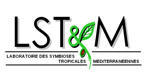 LST&M
LABORATOIRE DES SYMBIOSES
TROPICALES & MEDITERRANEENNES